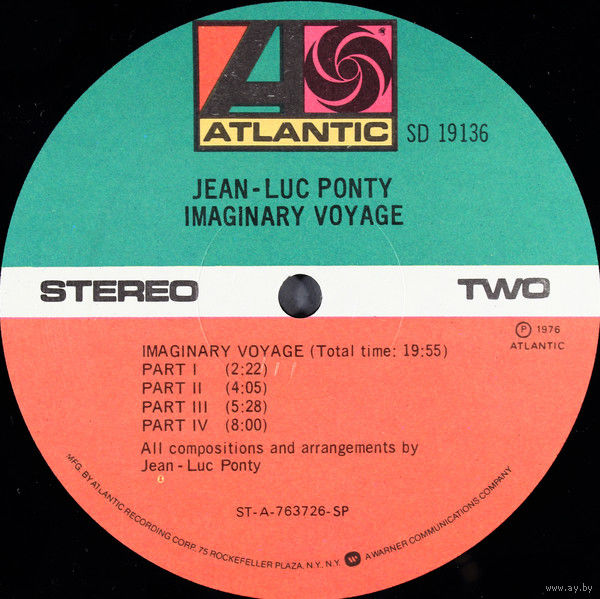 ATLANTIC SD 19136
JEAN-LUC PONTY
IMAGINARY VOYAGE
STEREO TWO
Ⓟ 1976
ATLANTIC
IMAGINARY VOYAGE (Total time: 19:55)
PART I (2:22)
PART II (4:05)
PART III (5:28)
PART IV (8:00)
All compositions and arrangements by
Jean-Luc Ponty
ST-A-763726-SP
MFG. BY ATLANTIC RECORDING CORP. 75 ROCKEFELLER PLAZA, N.Y. N.Y. A WARNER COMMUNICATIONS COMPANY
www.ay.by